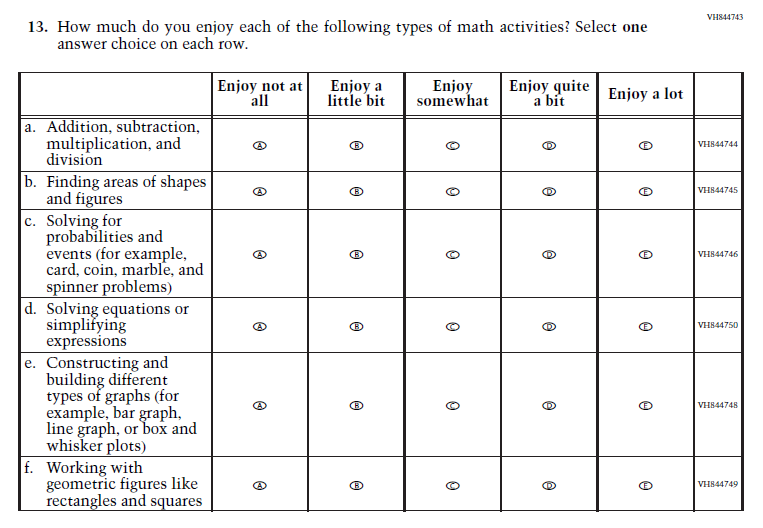 VH844743
13. How much do you enjoy each of the following types of math activities? Select one
answer choice on each row.
Enjoy not at
all
Enjoy a
little bit
Enjoy
somewhat
Enjoy quite
a bit
Enjoy a lot
a. Addition, subtraction,
multiplication, and
division
A B C D E VH844744
b. Finding areas of shapes
and figures
A B C D E VH844745
c. Solving for
probabilities and
events (for example,
card, coin, marble, and
spinner problems)
A B C D E VH844746
d. Solving equations or
simplifying
expressions
A B C D E VH844750
e. Constructing and
building different
types of graphs (for
example, bar graph,
line graph, or box and
whisker plots)
A B C D E VH844748
f. Working with
geometric figures like
rectangles and squares
A B C D E VH844749